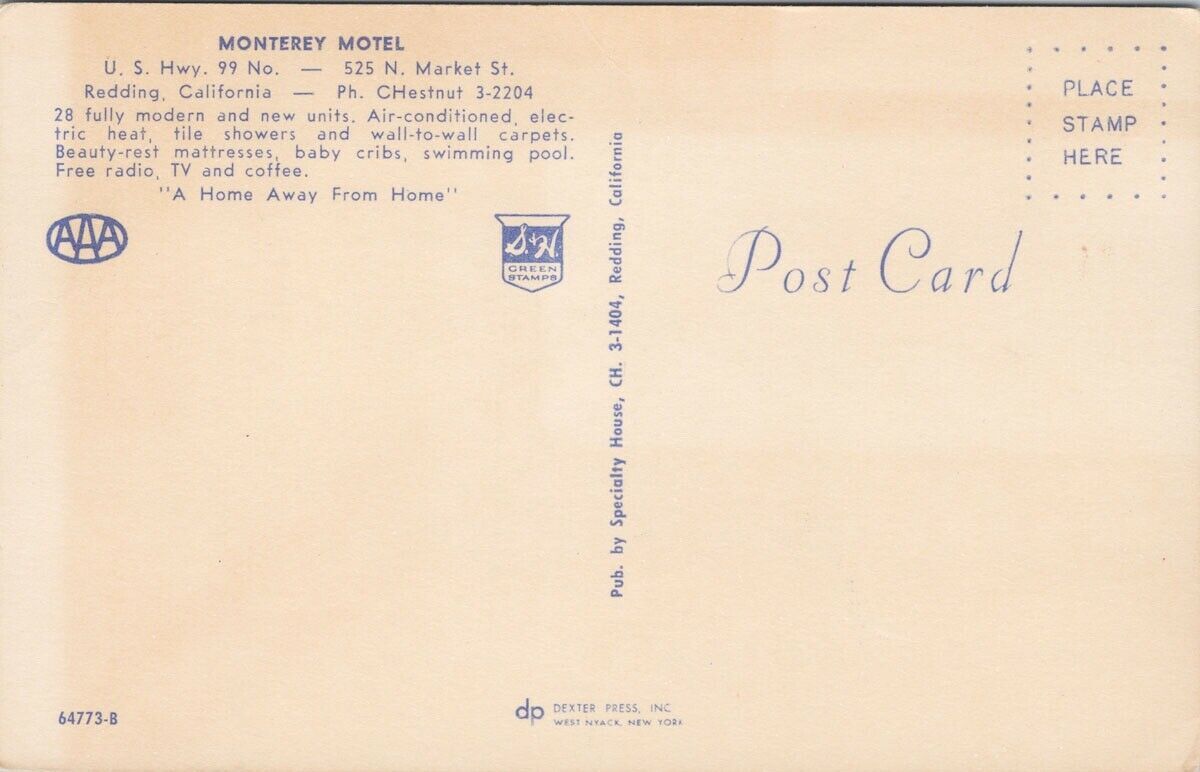 MONTEREY MOTEL
U. S. Hwy. 99 No. — 525 N. Market St.
Redding, California — Ph. CHestnut 3-2204
28 fully modern and new units. Air-conditioned, elec-
tric heat, tile showers and wall-to-wall carpets.
Beauty-rest mattresses, baby cribs, swimming pool.
Free radio, TV and coffee.
"A Home Away From Home"
AAA
S.&H.
GREEN
STAMPS
Pub. by Specialty House, CH. 3-1404, Redding, California
PLACE
STAMP
HERE
Post Card
64773-B
dp DEXTER PRESS, INC
WEST NYACK, NEW YORK